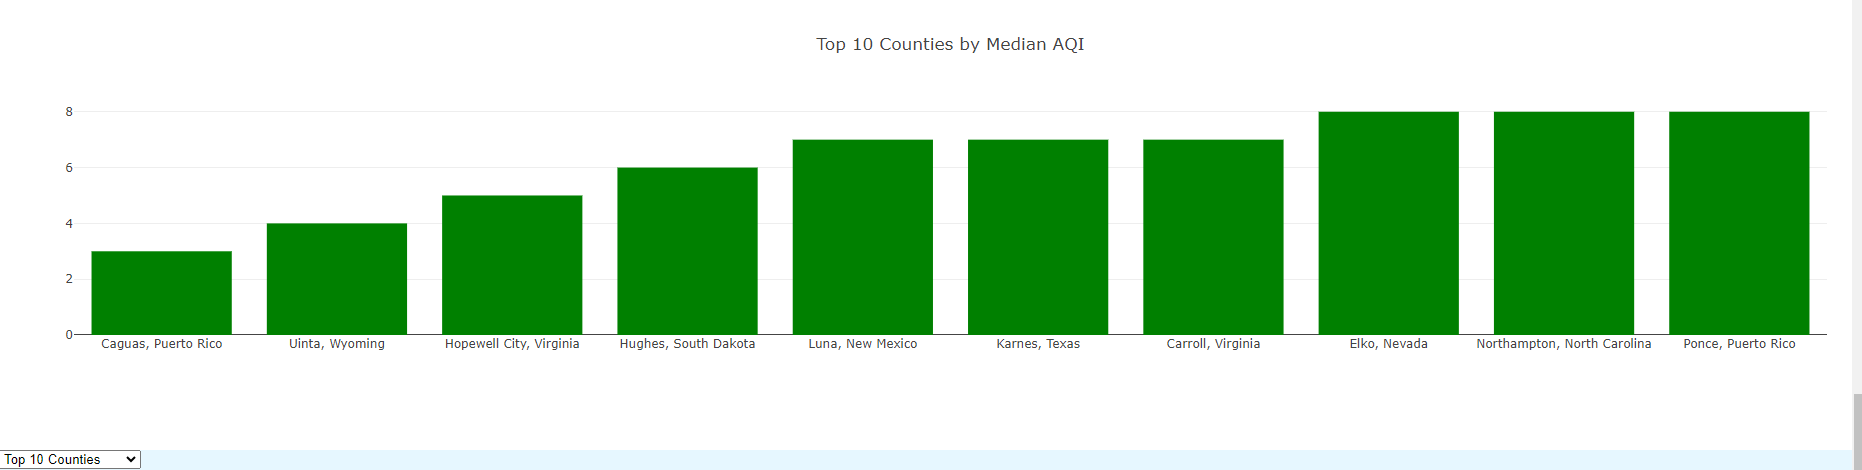 Top 10 Counties by Median AQI
8
6
4
2
0
Caguas, Puerto Rico Uinta, Wyoming Hopewell City, Virginia Hughes, South Dakota Luna, New Mexico Karnes, Texas Carroll, Virginia Elko, Nevada Northampton, North Carolina Ponce, Puerto Rico
Top 10 Counties